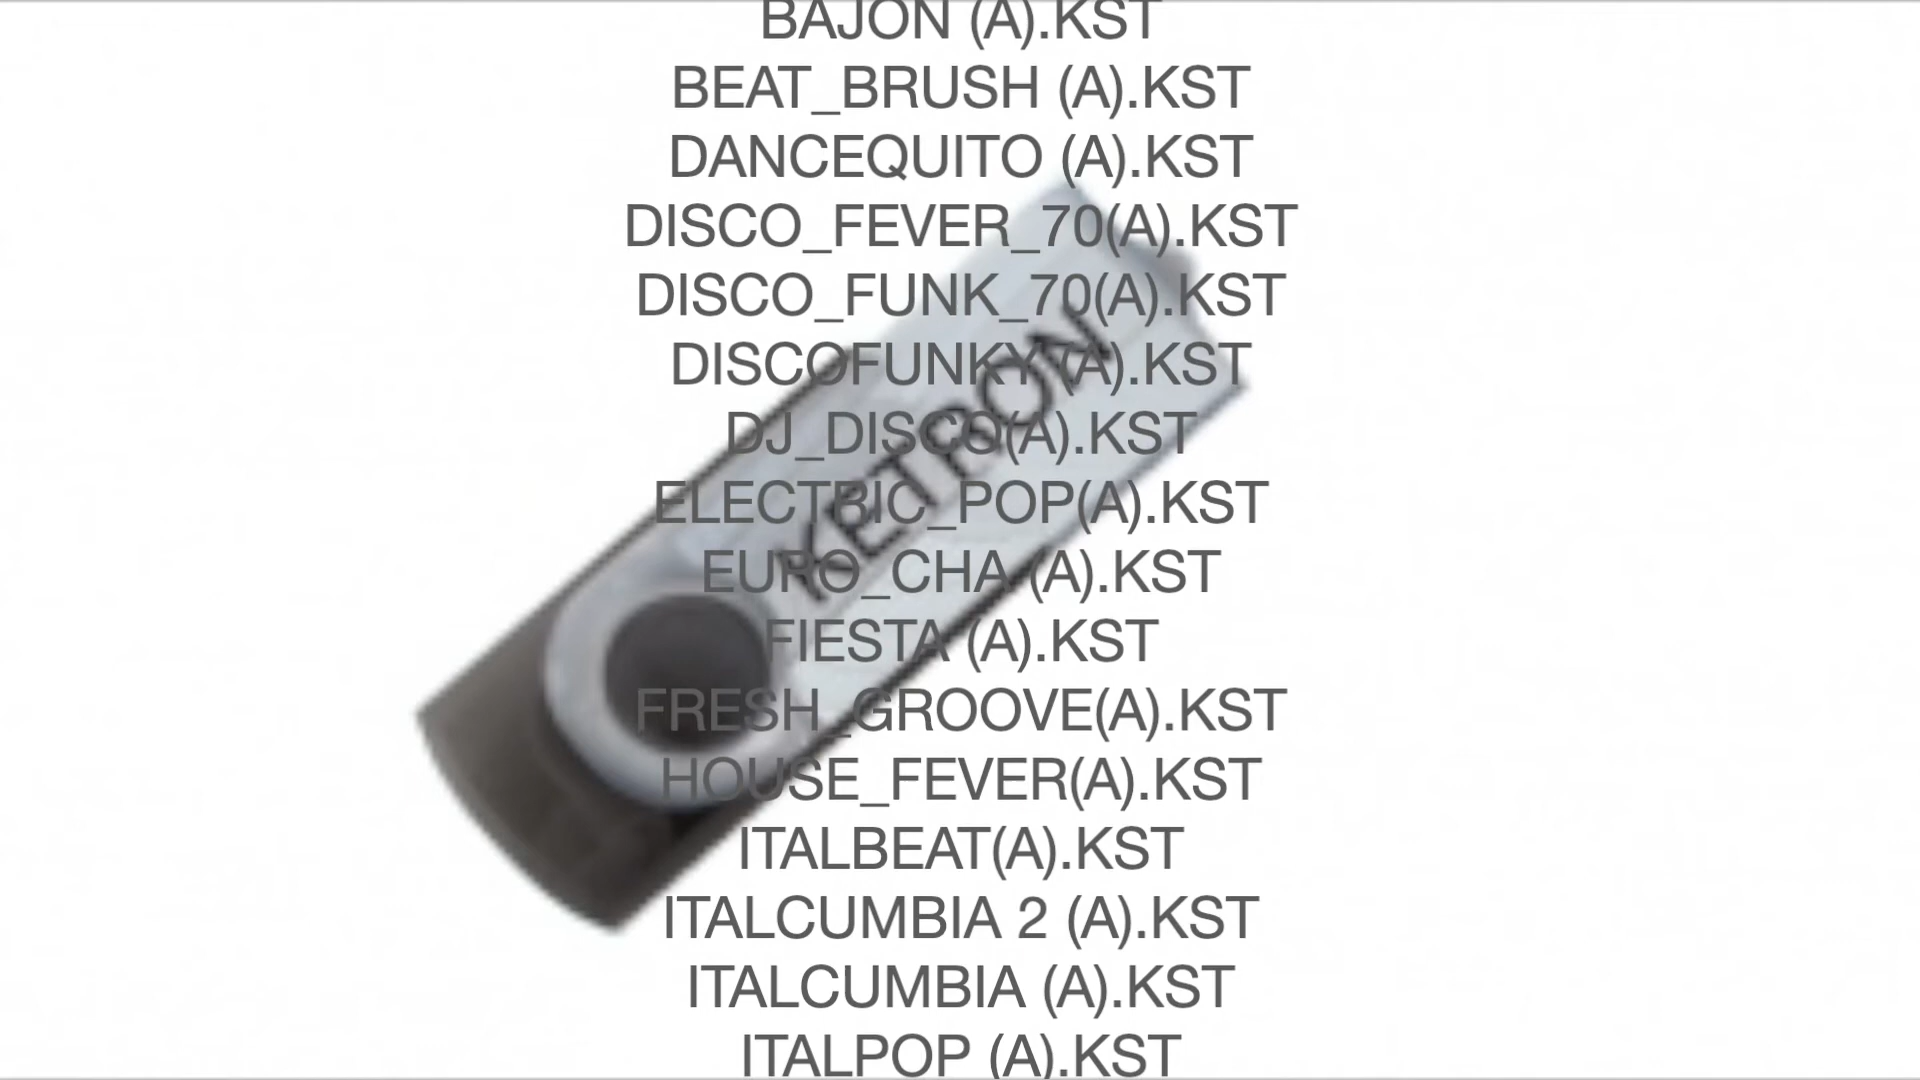 BAJON (A).KST
BEAT_BRUSH (A).KST
DANCEQUITO (A).KST
DISCO_FEVER_70(A).KST
DISCO_FUNK_70(A).KST
DISCOFUNKY (A).KST
DJ_DISCO(A).KST
ELECTRIC_POP(A).KST
EURO_CHA (A).KST
FIESTA (A).KST
FRESH_GROOVE(A).KST
HOUSE_FEVER(A).KST
ITALBEAT(A).KST
ITALCUMBIA 2 (A).KST
ITALCUMBIA (A).KST
ITALPOP (A).KST
KETRON